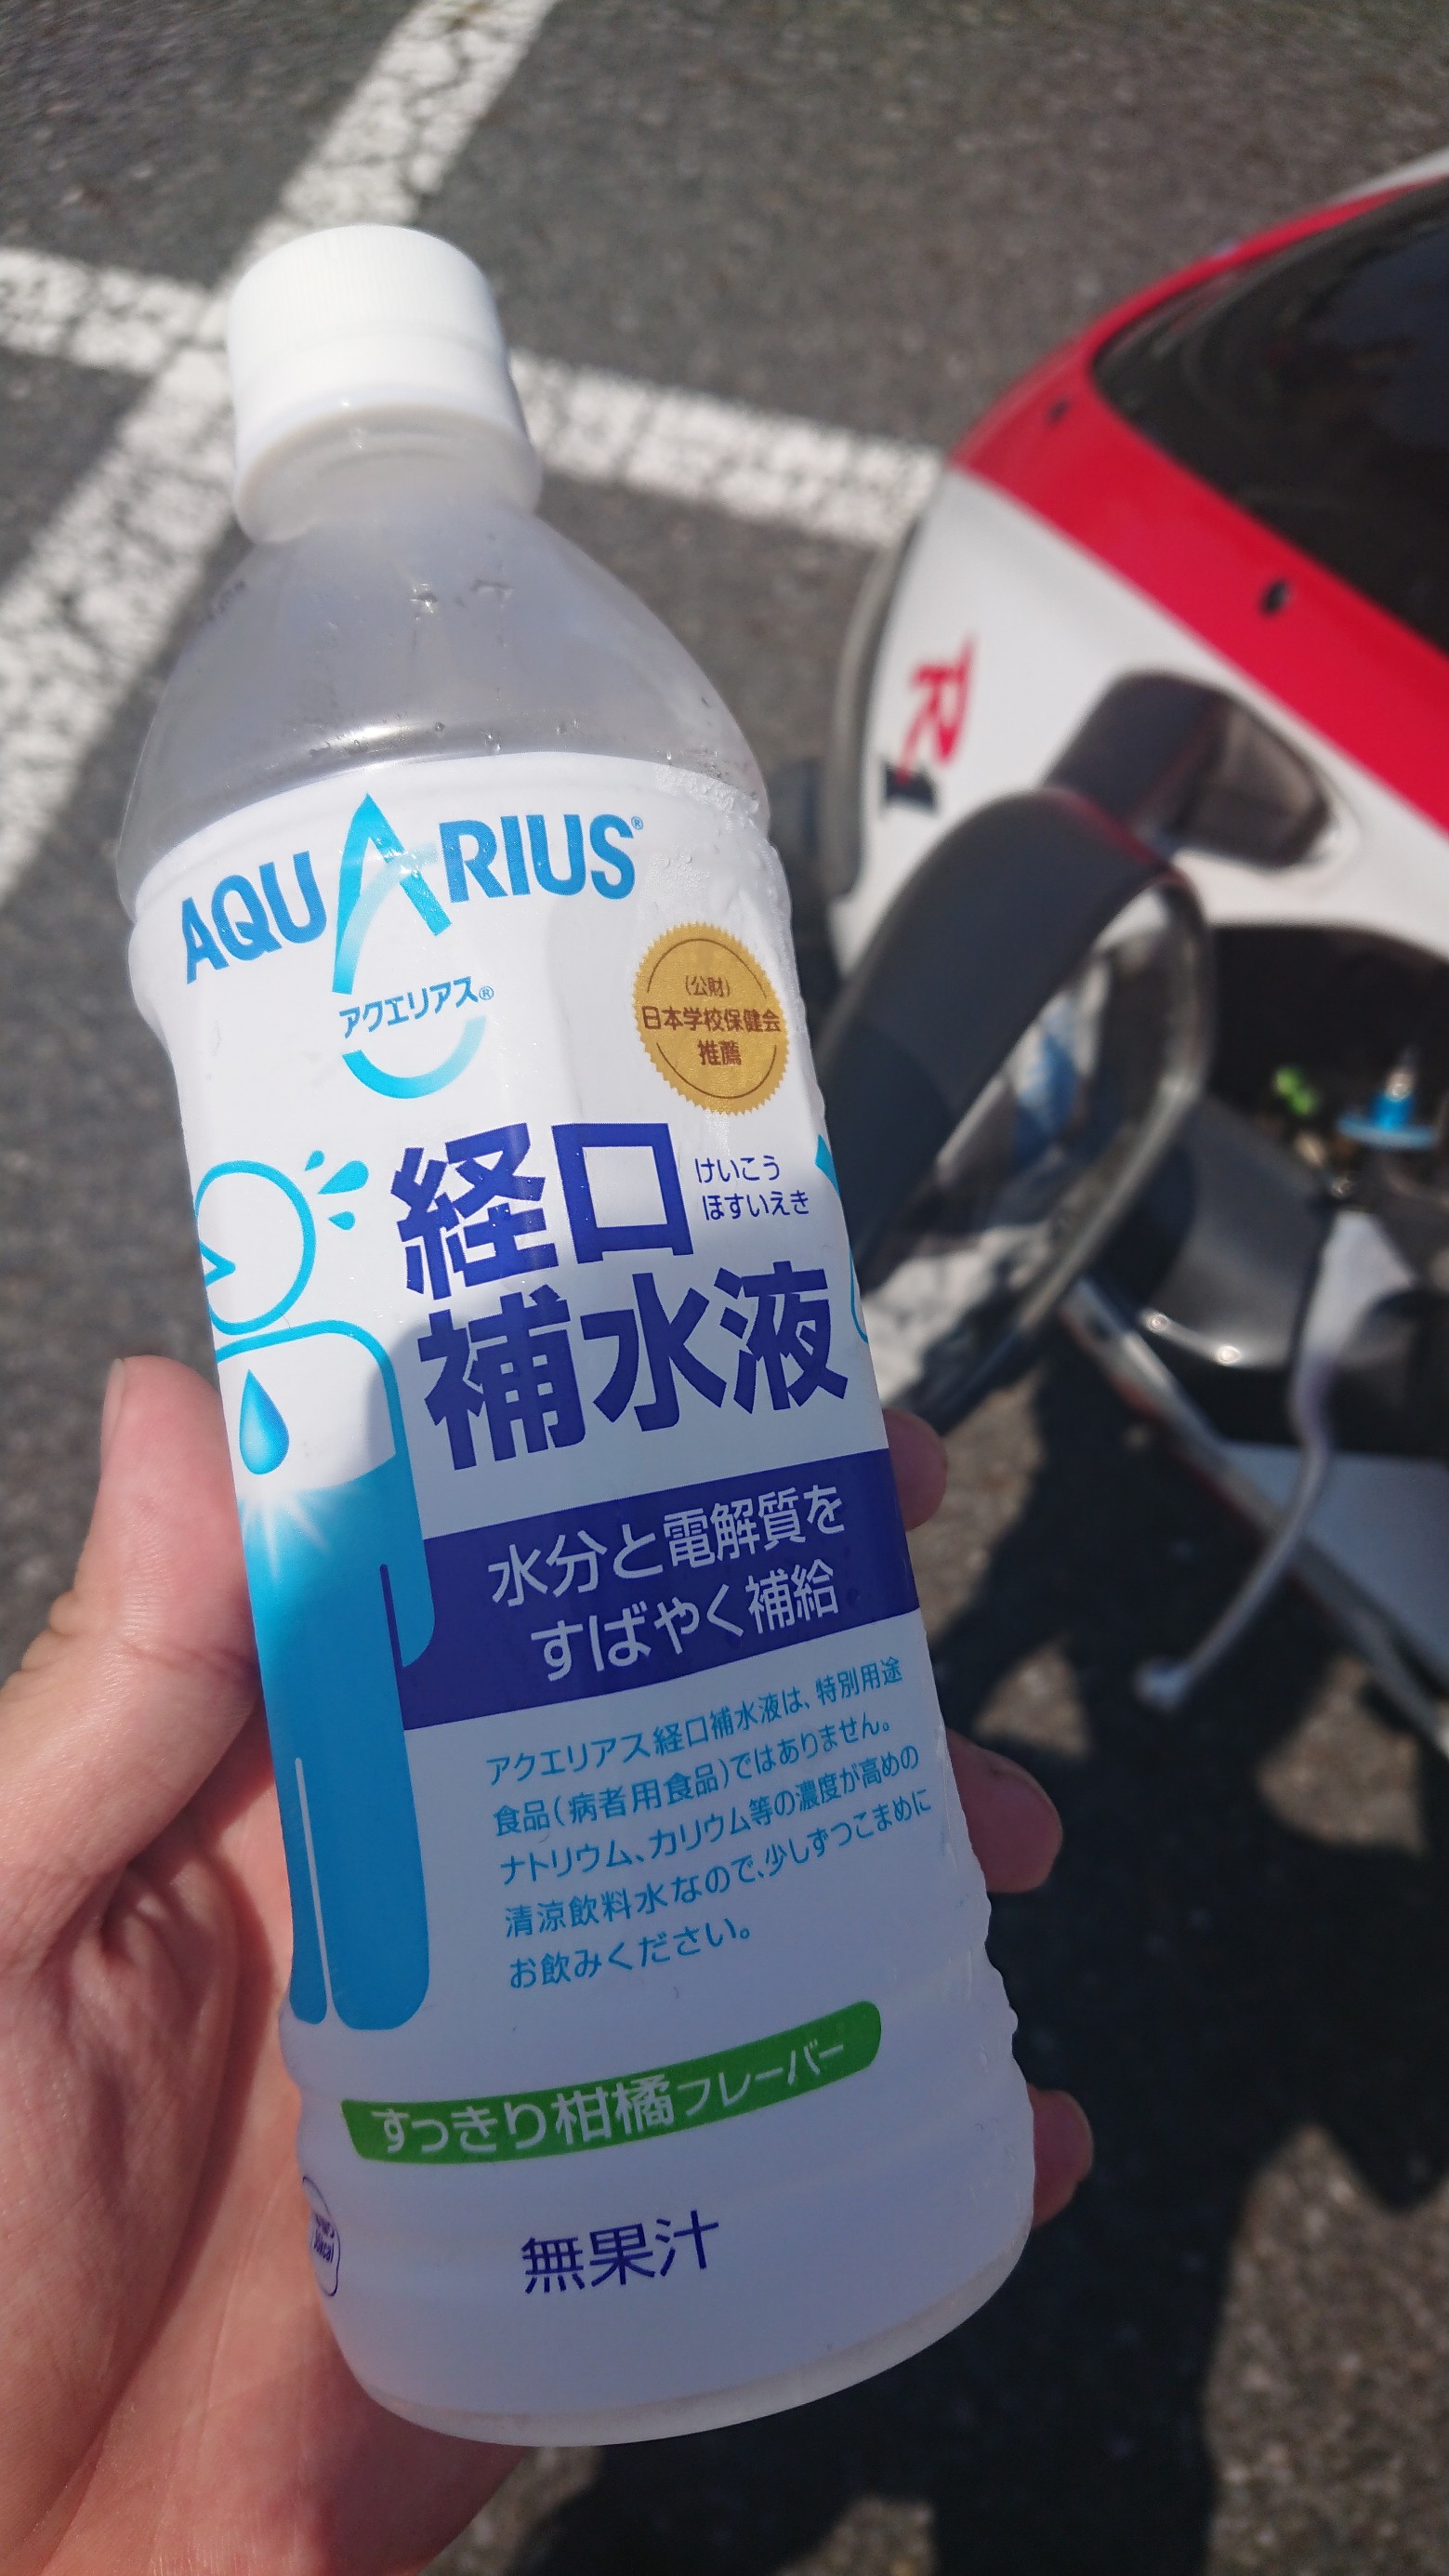 AQUARIUS®
アクエリアス®
(公財)
日本学校保健会
推薦
経口
けいこう
ほすいえき
補水液
水分と電解質を
すばやく補給
アクエリアス経口補水液は、特別用途
食品(病者用食品)ではありません。
ナトリウム、カリウム等の濃度が高めの
清涼飲料水なので、少しずつこまめに
お飲みください。
すっきり柑橘フレーバー
無果汁
R-1